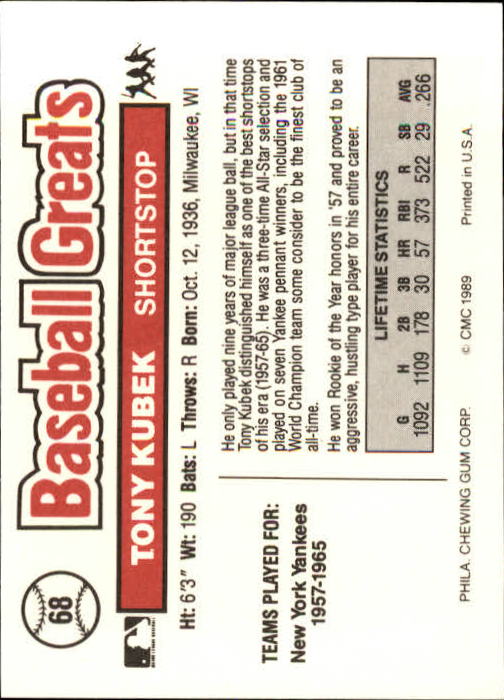 68
Baseball Greats
TONY KUBEK SHORTSTOP
Ht: 6'3" Wt: 190 Bats: L Throws: R Born: Oct. 12, 1936, Milwaukee, WI
TEAMS PLAYED FOR:
New York Yankees
1957-1965
He only played nine years of major league ball, but in that time
Tony Kubek distinguished himself as one of the best shortstops
of his era (1957-65). He was a three-time All-Star selection and
played on seven Yankee pennant winners, including the 1961
World Champion team some consider to be the finest club of
all-time.
He won Rookie of the Year honors in '57 and proved to be an
aggressive, hustling type player for his entire career.
LIFETIME STATISTICS
G H 2B 3B HR RBI R SB AVG
1092 1109 178 30 57 373 522 29 .266
PHILA. CHEWING GUM CORP. © CMC 1989 Printed in U.S.A.